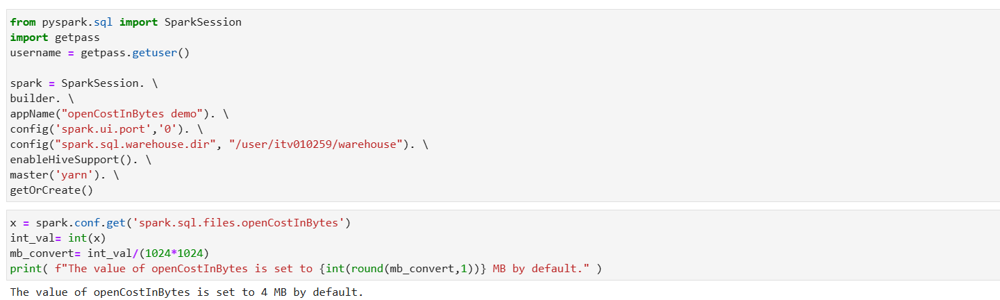 from pyspark.sql import SparkSession
import getpass
username = getpass.getuser()
spark = SparkSession. \
builder. \
appName("openCostInBytes demo"). \
config('spark.ui.port','0'). \
config("spark.sql.warehouse.dir", "/user/itv010259/warehouse"). \
enableHiveSupport(). \
master('yarn'). \
getOrCreate()
x = spark.conf.get('spark.sql.files.openCostInBytes')
int_val= int(x)
mb_convert= int_val/(1024*1024)
print( f"The value of openCostInBytes is set to {int(round(mb_convert,1))} MB by default." )
The value of openCostInBytes is set to 4 MB by default.